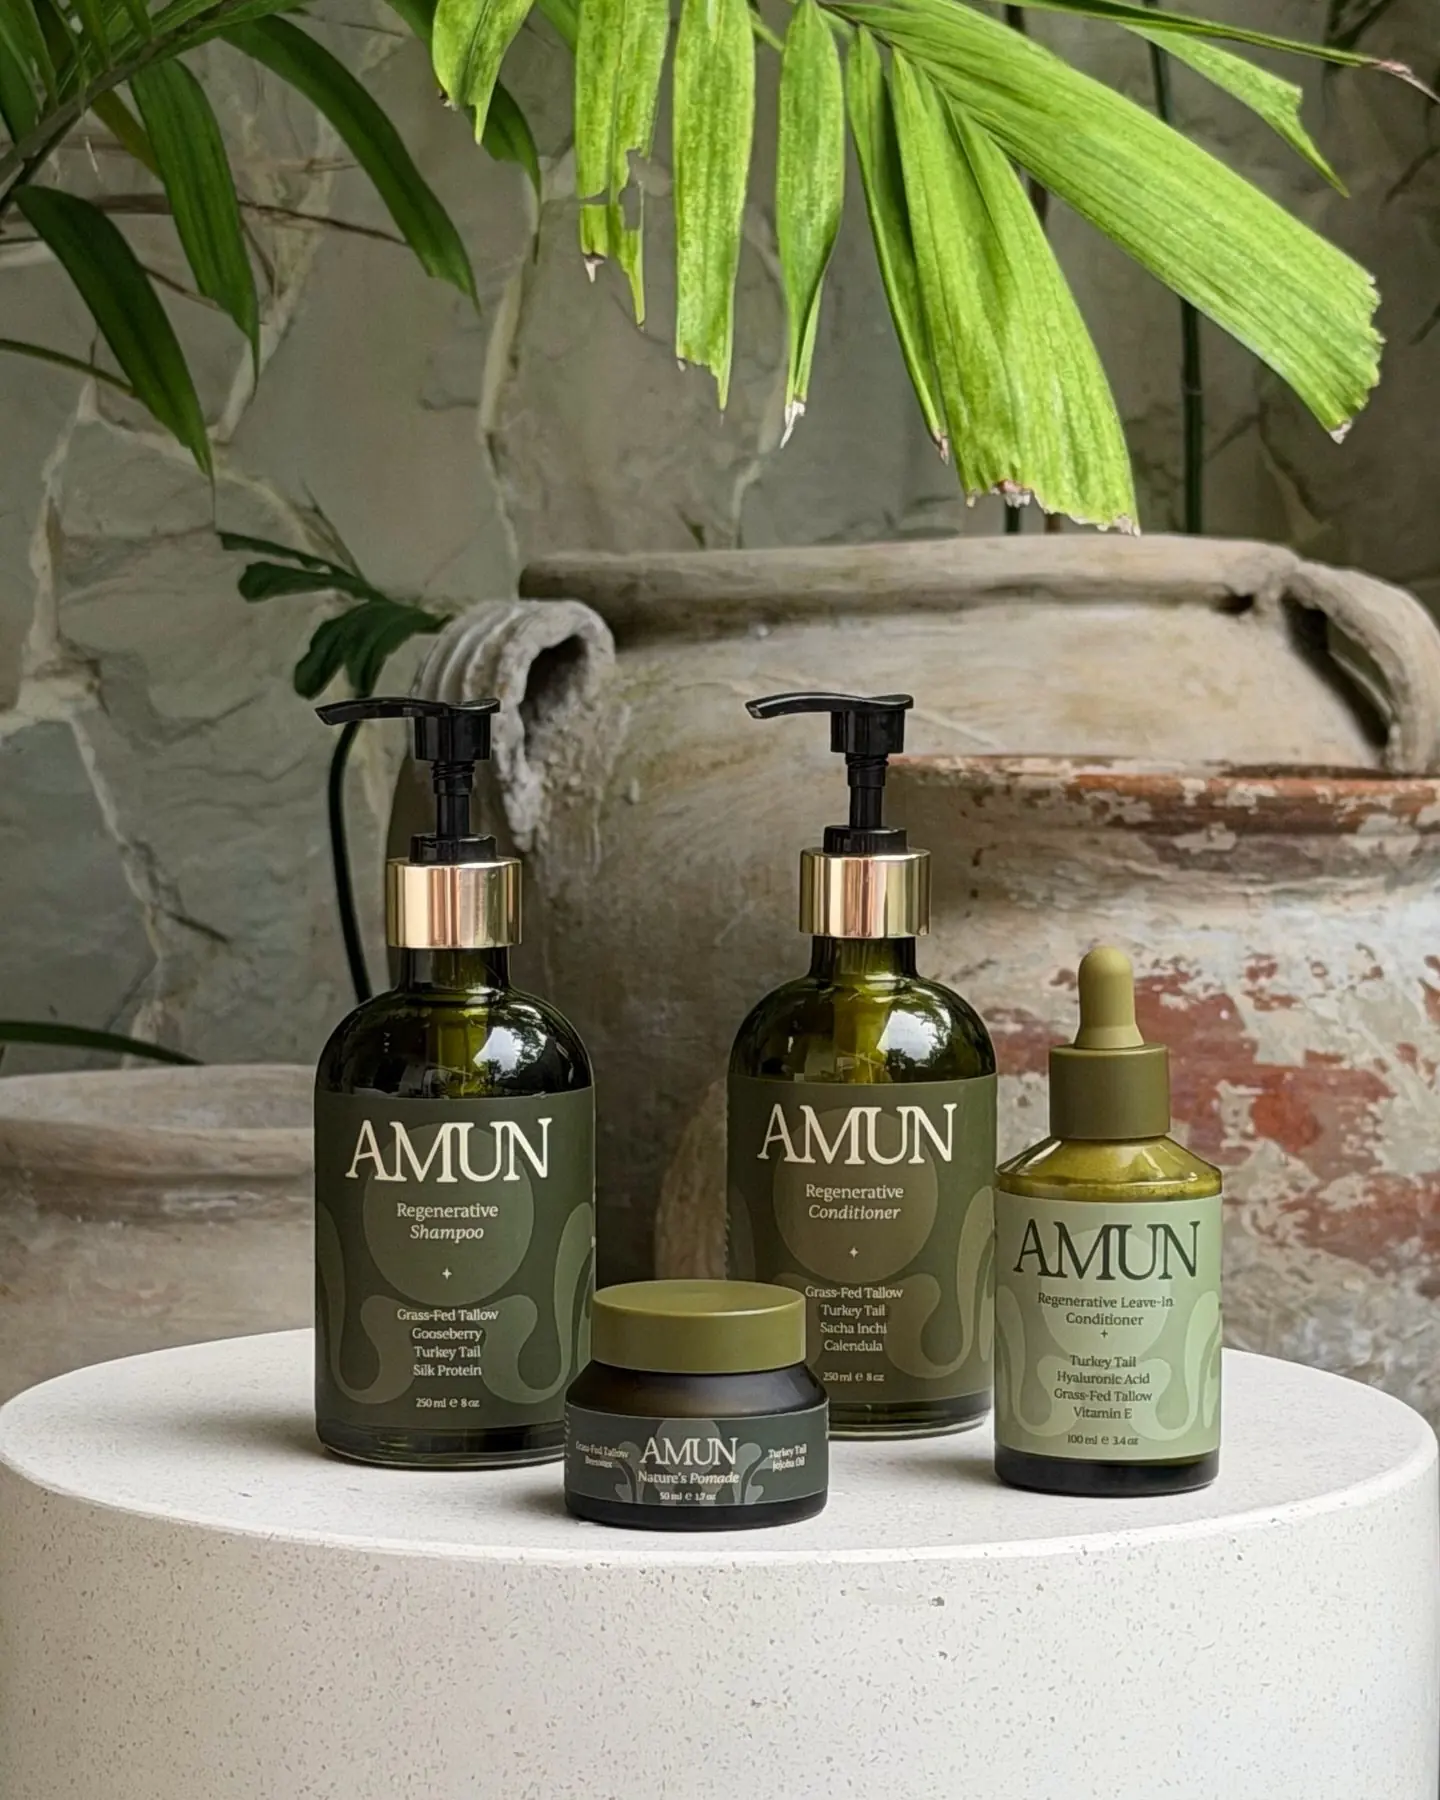 AMUN
Regenerative
Shampoo
Grass-Fed Tallow
Gooseberry
Turkey Tail
Silk Protein
250 ml e 8 oz
AMUN
Regenerative
Conditioner
Grass-Fed Tallow
Turkey Tail
Sacha Inchi
Calendula
250 ml e 8 oz
AMUN
Regenerative Leave-In
Conditioner
Turkey Tail
Hyaluronic Acid
Grass-Fed Tallow
Vitamin E
100 ml e 3.4 oz
Grass-Fed Tallow
Beeswax
AMUN
Nature's Pomade
50 ml e 1.7 oz
Turkey Tail
Jojoba Oil